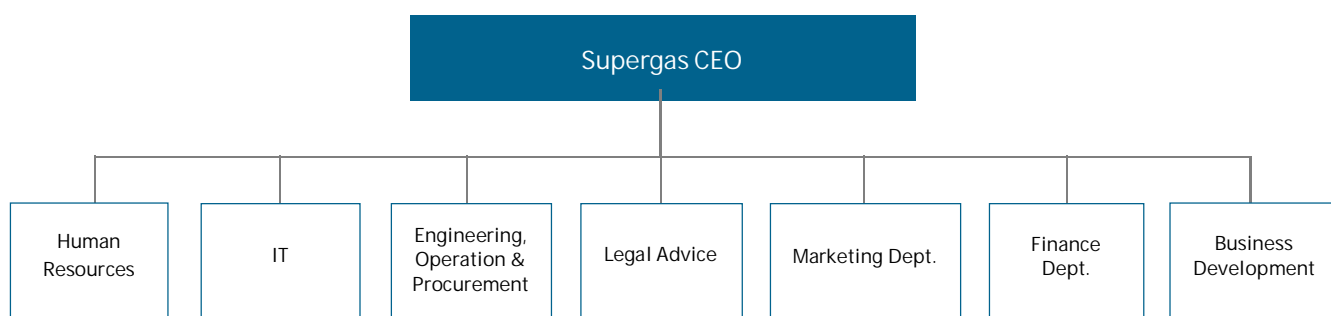 Supergas CEO
Human
Resources
IT
Engineering,
Operation &
Procurement
Legal Advice
Marketing Dept.
Finance
Dept.
Business
Development